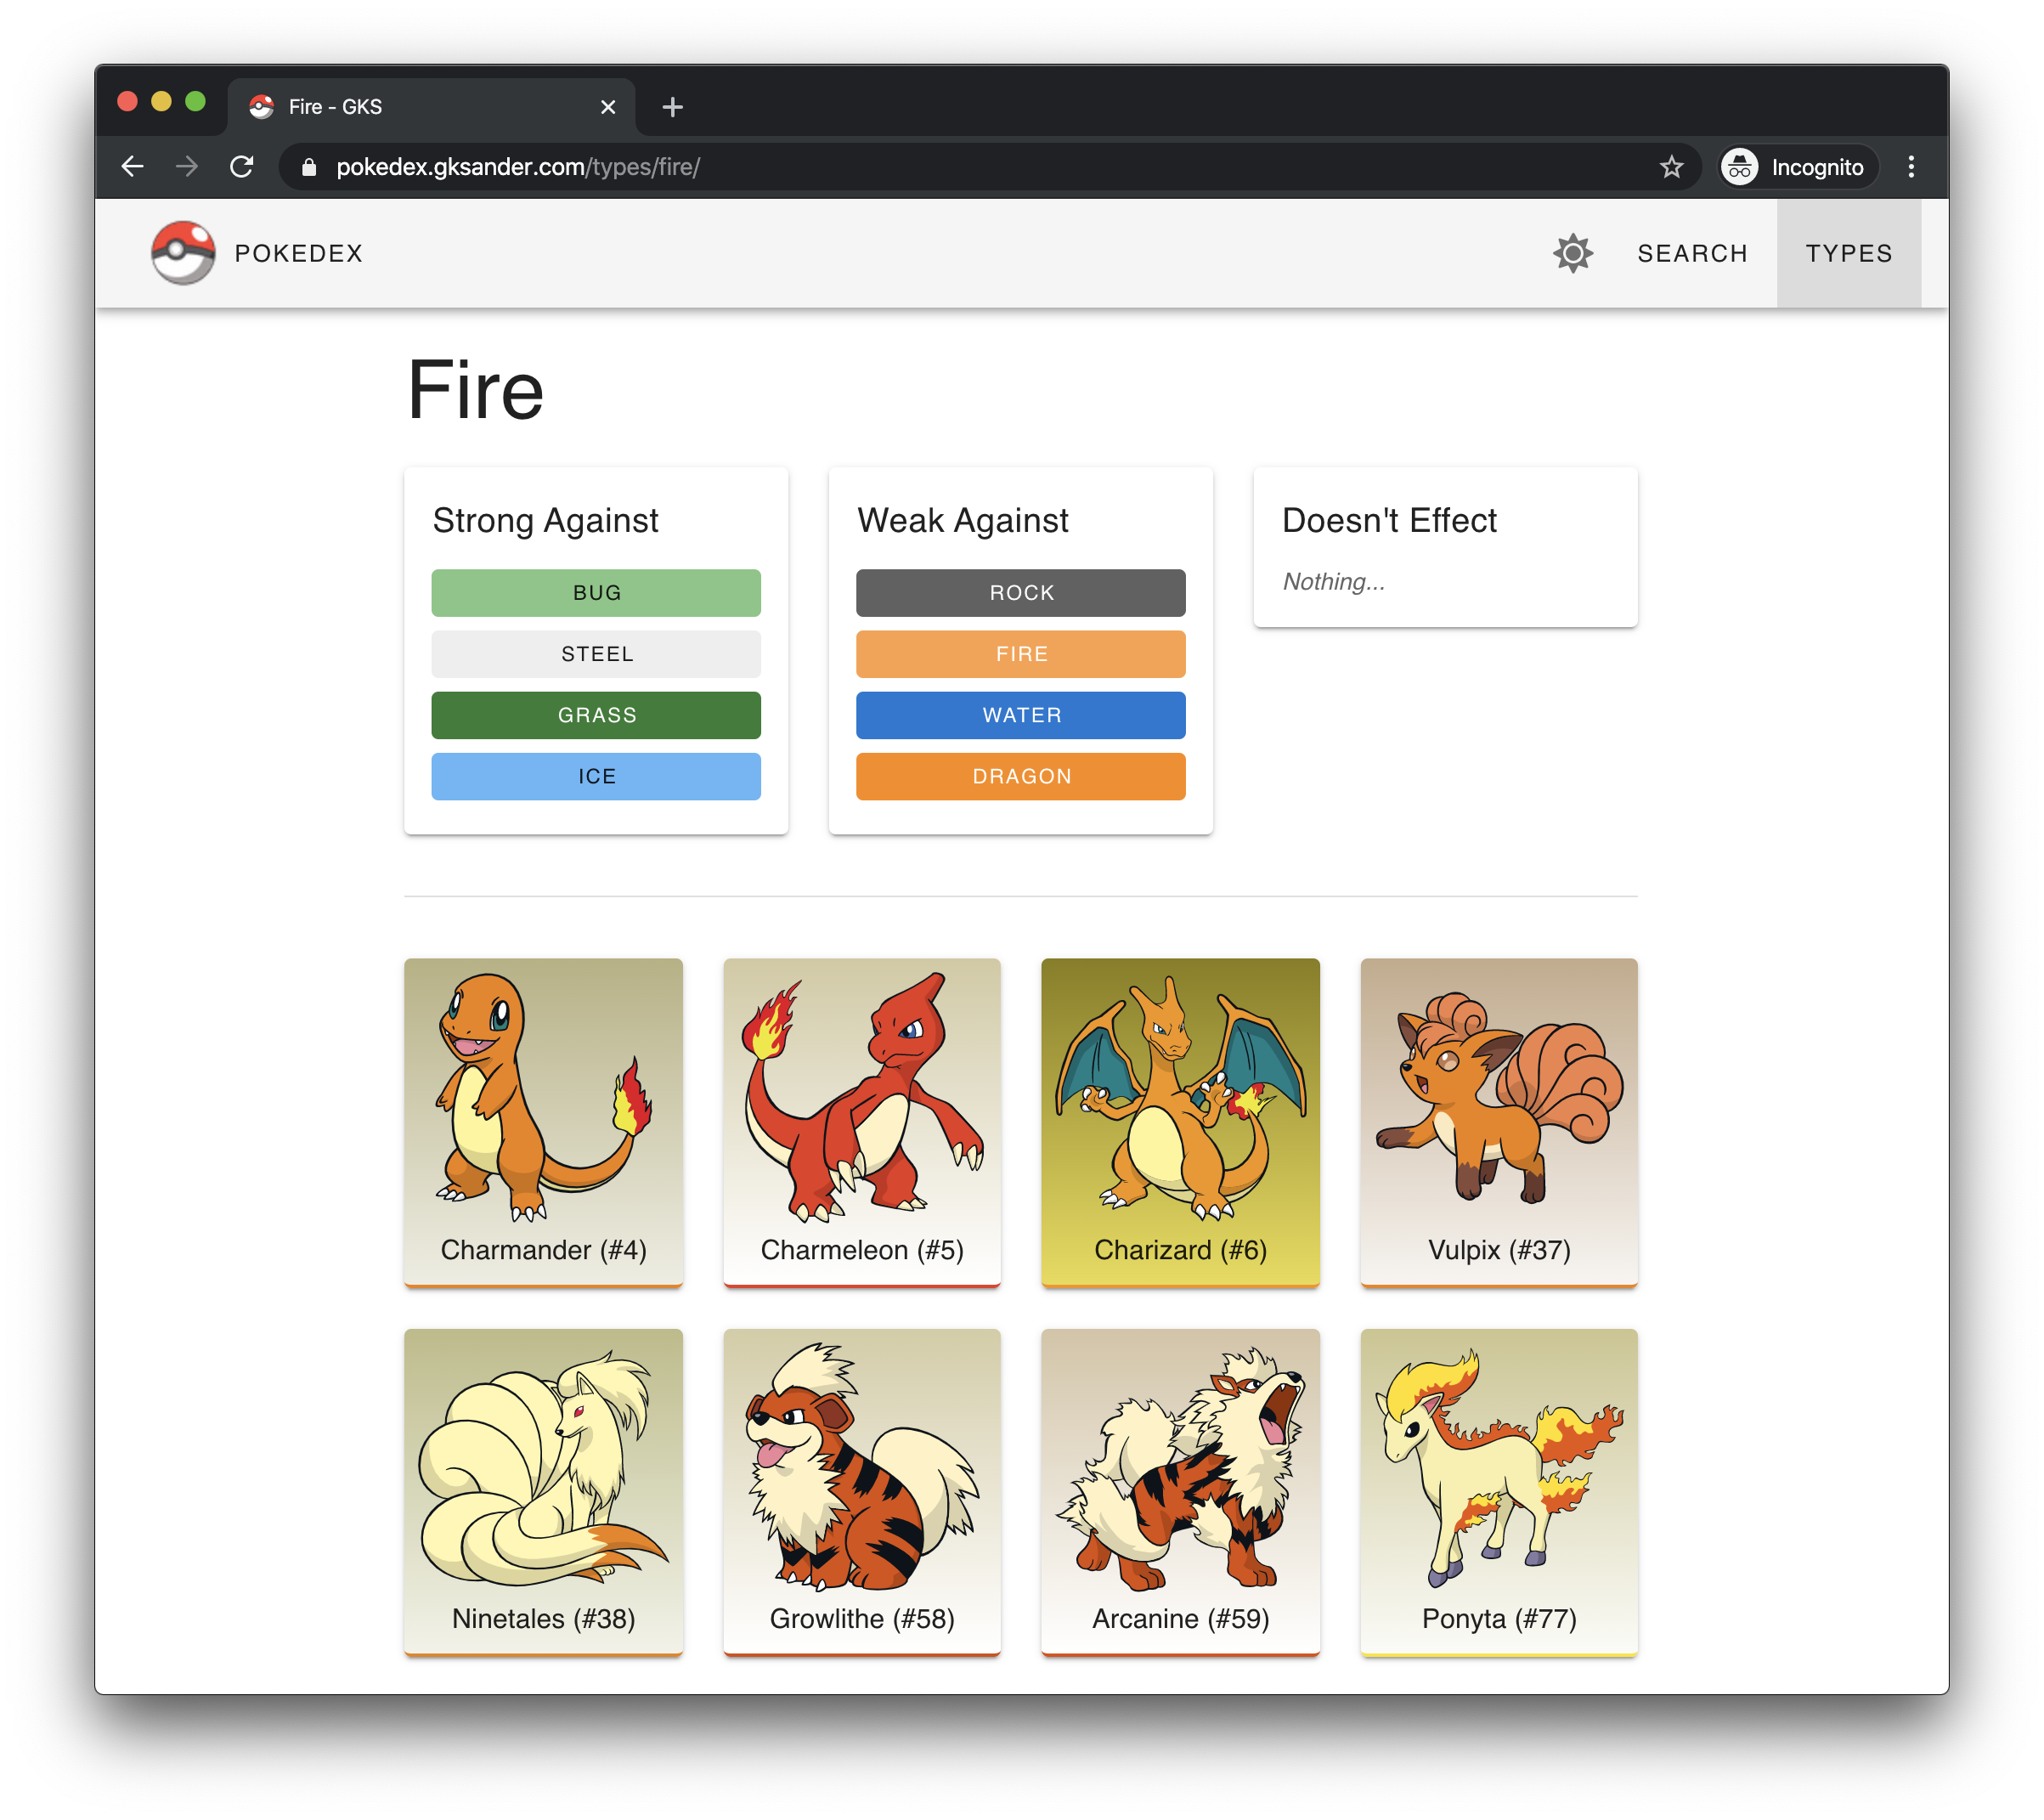 Fire - GKS
pokedex.gksander.com/types/fire/
Incognito
POKEDEX
SEARCH
TYPES
Fire
Strong Against
BUG
STEEL
GRASS
ICE
Weak Against
ROCK
FIRE
WATER
DRAGON
Doesn't Effect
Nothing...
Charmander (#4)
Charmeleon (#5)
Charizard (#6)
Vulpix (#37)
Ninetales (#38)
Growlithe (#58)
Arcanine (#59)
Ponyta (#77)